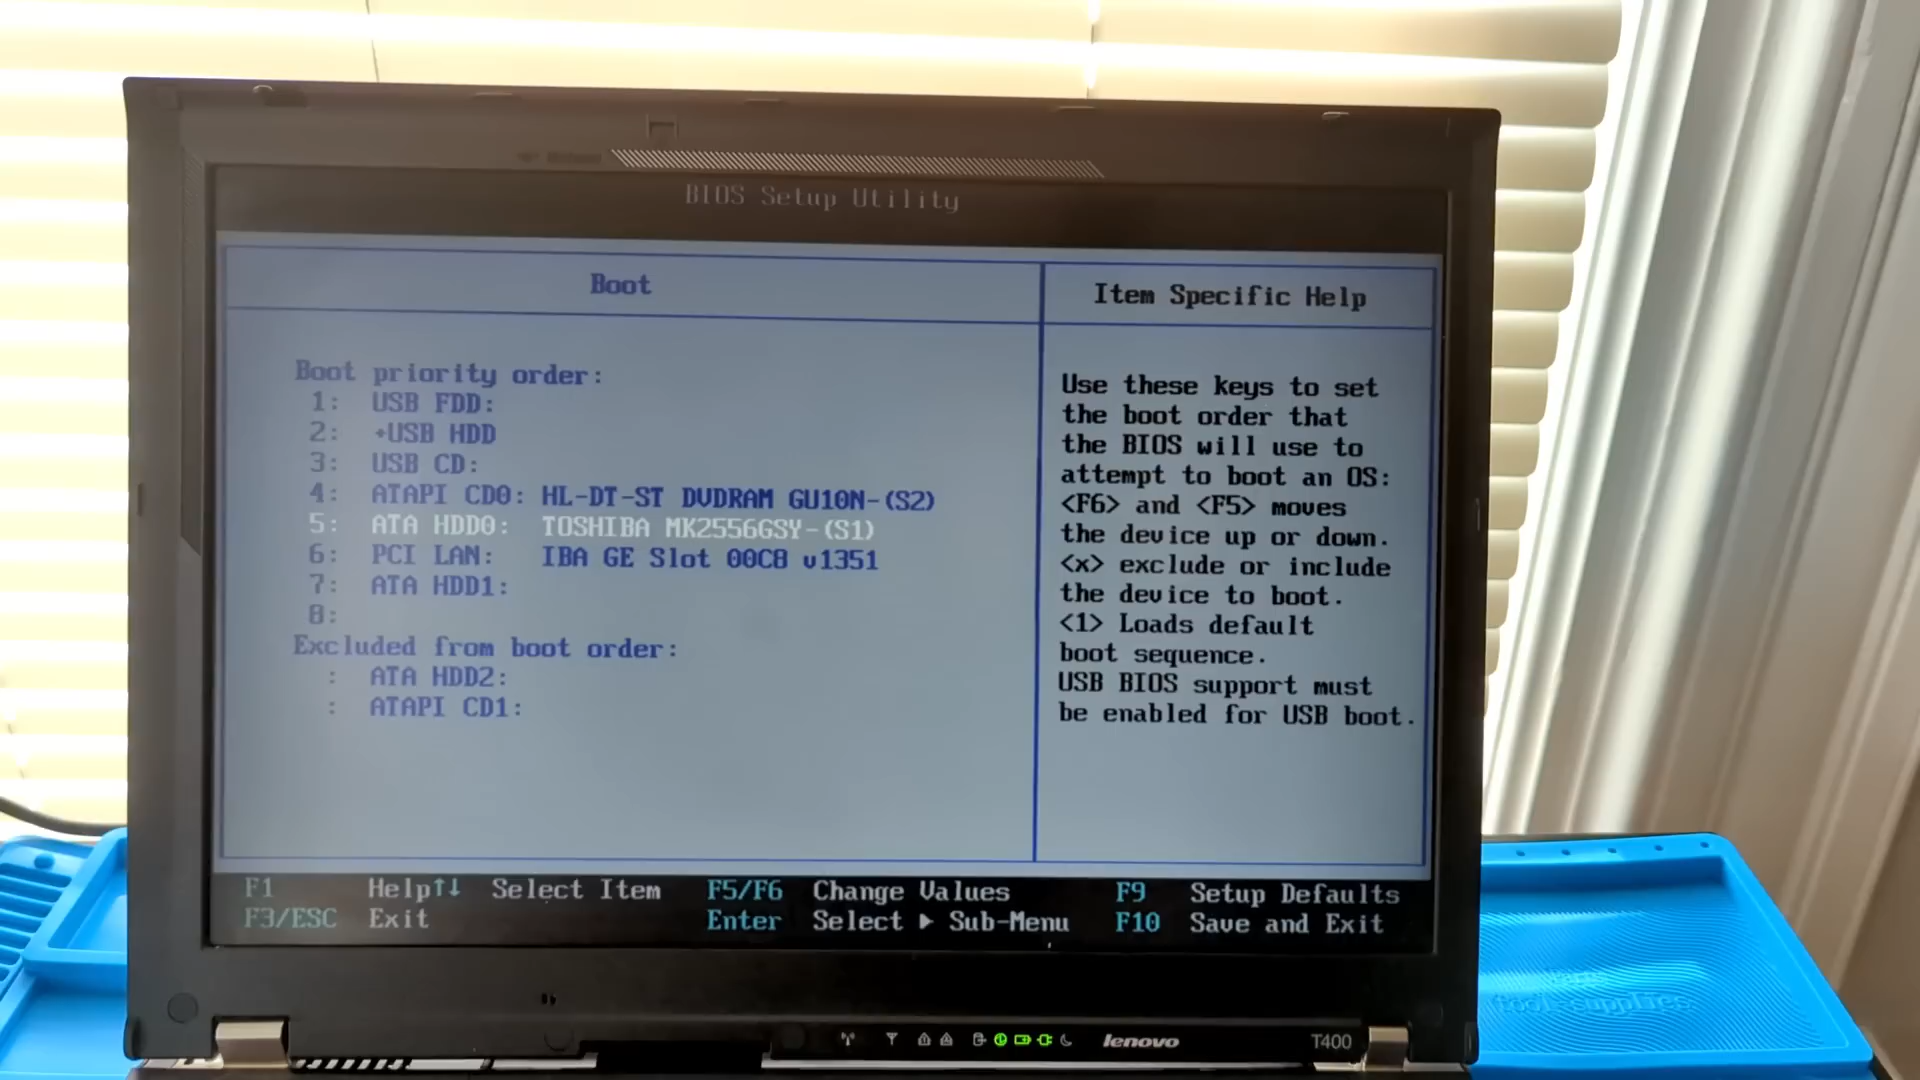 BIOS Setup Utility
Boot
Item Specific Help
Boot priority order:
1: USB FDD:
2: +USB HDD
3: USB CD:
4: ATAPI CD0: HL-DT-ST DVDRAM GU10N-(S2)
5: ATA HDD0: TOSHIBA MK2556GSY-(S1)
6: PCI LAN: IBA GE Slot 00C8 v1351
7: ATA HDD1:
8:
Excluded from boot order:
: ATA HDD2:
: ATAPI CD1:
Use these keys to set
the boot order that
the BIOS will use to
attempt to boot an OS:
<F6> and <F5> moves
the device up or down.
<x> exclude or include
the device to boot.
<1> Loads default
boot sequence.
USB BIOS support must
be enabled for USB boot.
F1 Help ↑↓ Select Item F5/F6 Change Values F9 Setup Defaults
F3/ESC Exit Enter Select ▶ Sub-Menu F10 Save and Exit
lenovo T400
tool-supplies